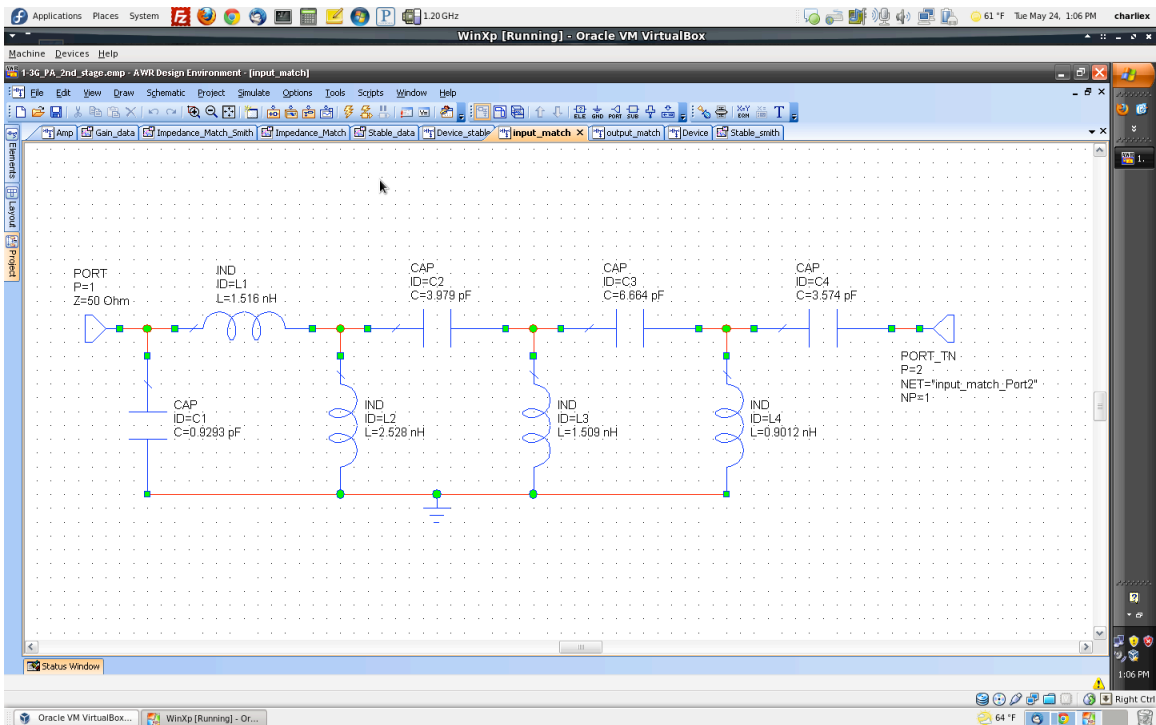 Applications Places System 1.20 GHz 61 °F Tue May 24, 1:06 PM charliex
WinXp [Running] - Oracle VM VirtualBox
Machine Devices Help
1-3G_PA_2nd_stage.emp - AWR Design Environment - [input_match]
File Edit View Draw Schematic Project Simulate Options Tools Scripts Window Help
Amp Gain_data Impedance_Match_Smith Impedance_Match Stable_data Device_stable input_match output_match Device Stable_smith
Elements
Layout
Project
1.
PORT
P=1
Z=50 Ohm
IND
ID=L1
L=1.516 nH
CAP
ID=C2
C=3.979 pF
CAP
ID=C3
C=6.664 pF
CAP
ID=C4
C=3.574 pF
PORT_TN
P=2
NET="input_match_Port2"
NP=1
CAP
ID=C1
C=0.9293 pF
IND
ID=L2
L=2.528 nH
IND
ID=L3
L=1.509 nH
IND
ID=L4
L=0.9012 nH
Status Window
1:06 PM
Right Ctrl
Oracle VM VirtualBox... WinXp [Running] - Or... 64 °F